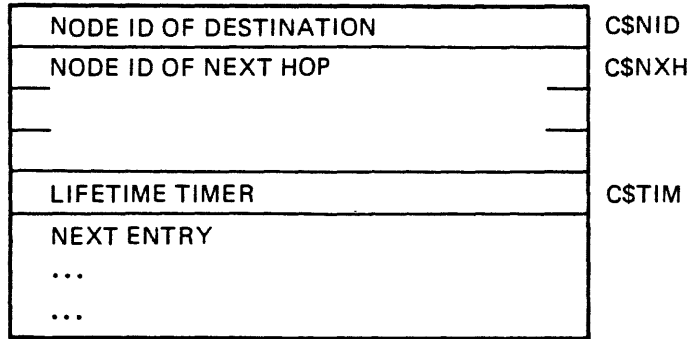 NODE ID OF DESTINATION C$NID
NODE ID OF NEXT HOP C$NXH
LIFETIME TIMER C$TIM
NEXT ENTRY
...
...